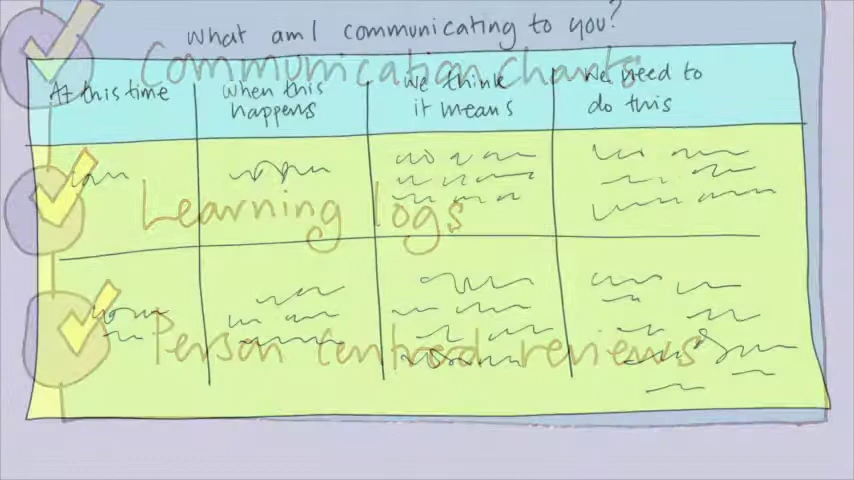 What am I communicating to you?
Communication charts
At this time
When this happens
We think it means
We need to do this
Learning logs
Person centred reviews